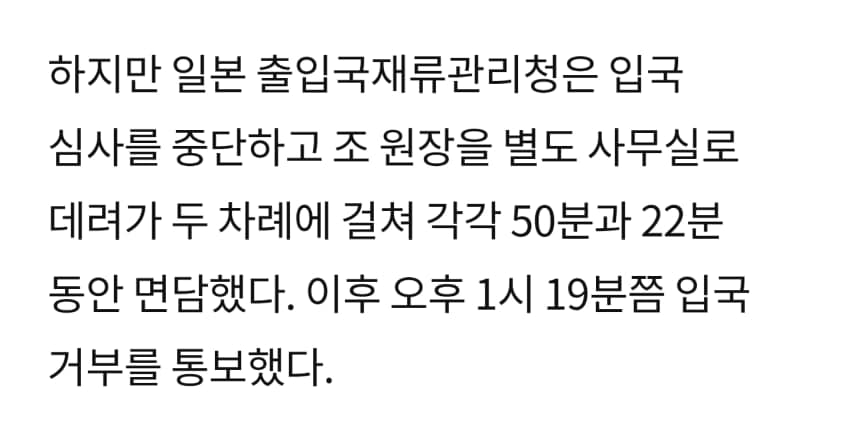 하지만 일본 출입국재류관리청은 입국
심사를 중단하고 조 원장을 별도 사무실로
데려가 두 차례에 걸쳐 각각 50분과 22분
동안 면담했다. 이후 오후 1시 19분쯤 입국
거부를 통보했다.